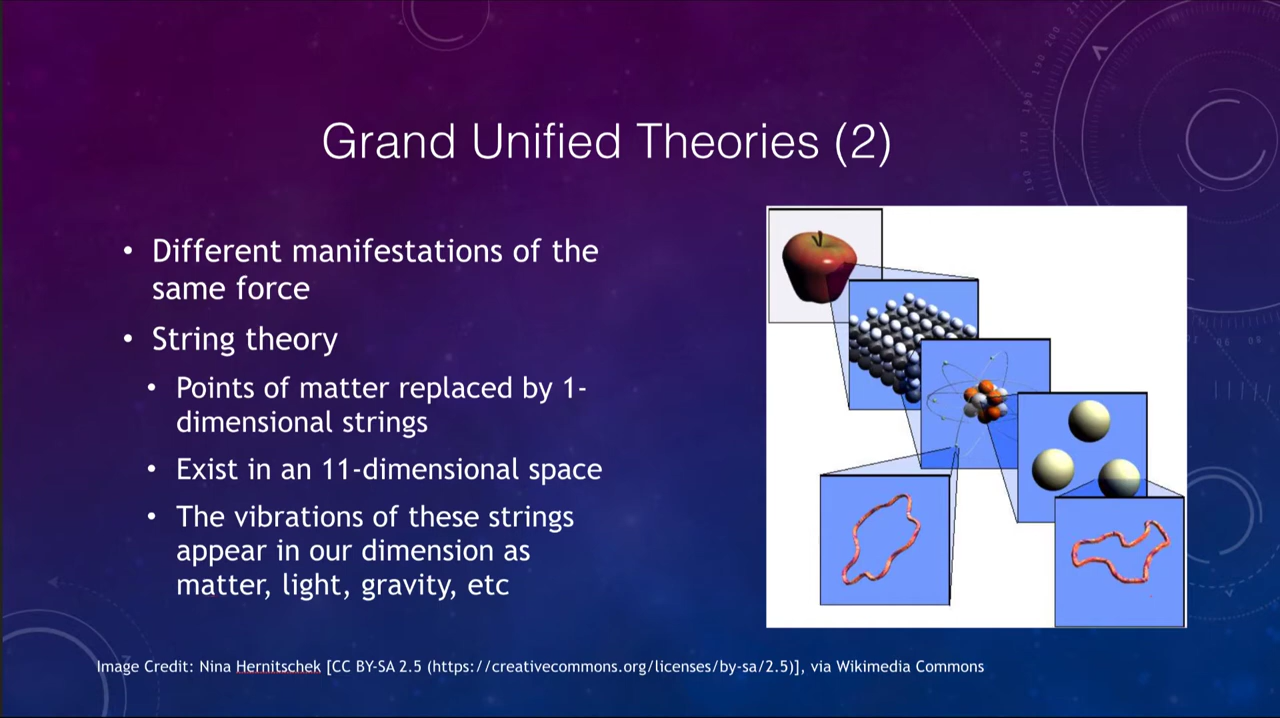 Grand Unified Theories (2)
• Different manifestations of the
same force
• String theory
• Points of matter replaced by 1-
dimensional strings
• Exist in an 11-dimensional space
• The vibrations of these strings
appear in our dimension as
matter, light, gravity, etc
Image Credit: Nina Hernitschek [CC BY-SA 2.5 (https://creativecommons.org/licenses/by-sa/2.5)], via Wikimedia Commons